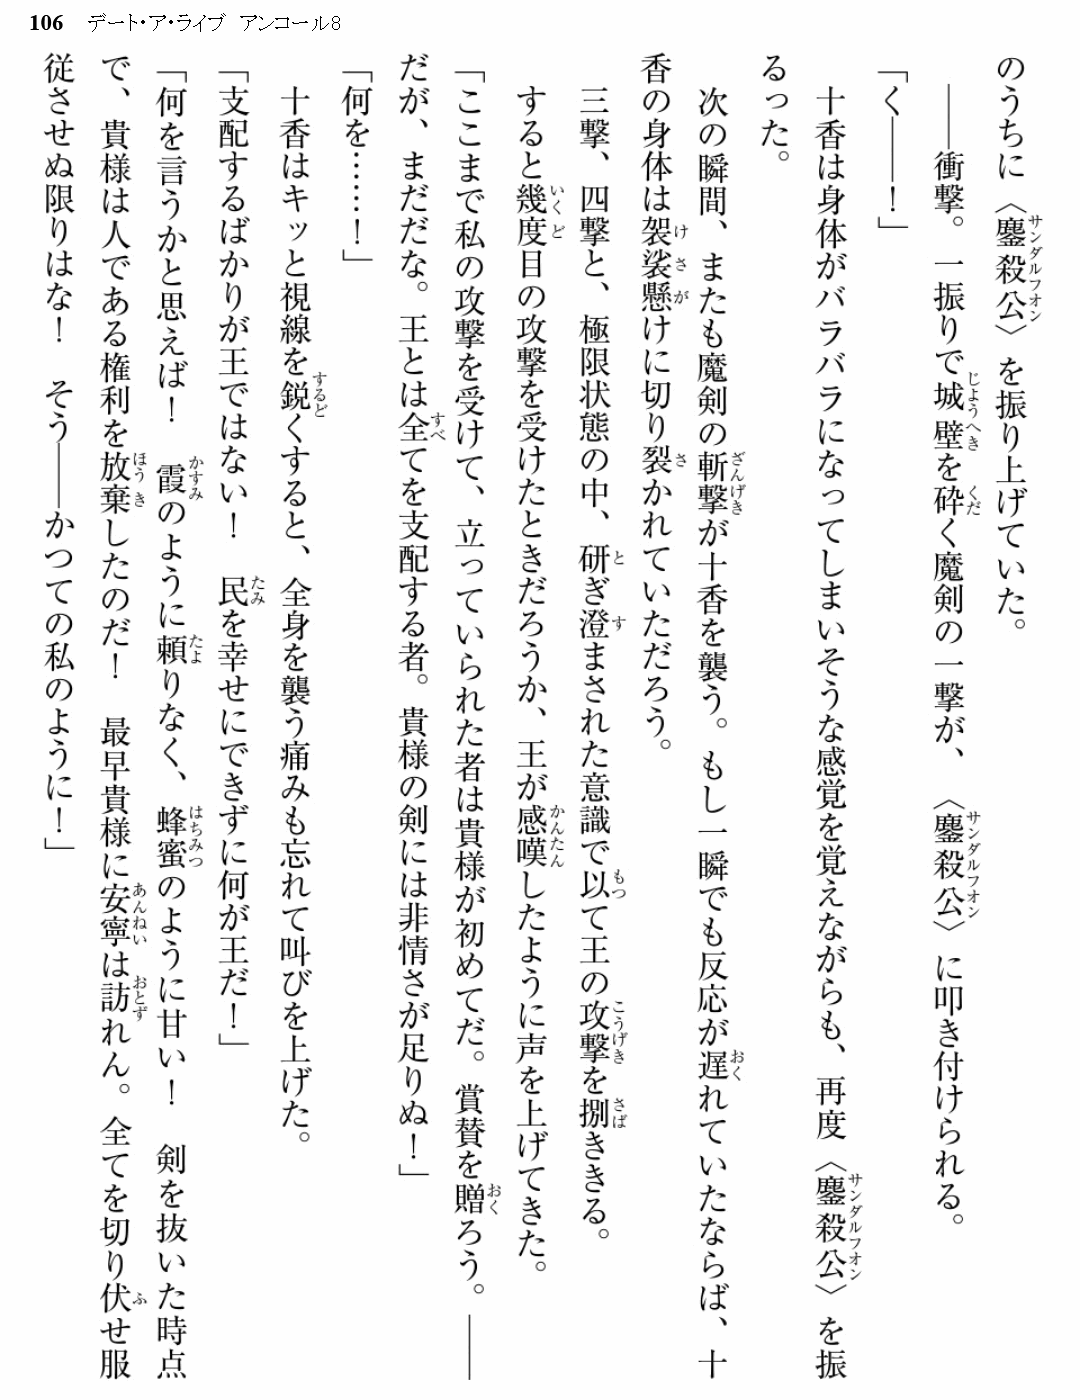 106 デート・ア・ライブ アンコール8
のうちに〈鏖殺公〉を振り上げていた。
――衝撃。一振りで城壁を砕く魔剣の一撃が、〈鏖殺公〉に叩き付けられる。
「く――！」
十香は身体がバラバラになってしまいそうな感覚を覚えながらも、再度〈鏖殺公〉を振
るった。
次の瞬間、またも魔剣の斬撃が十香を襲う。もし一瞬でも反応が遅れていたならば、十
香の身体は袈裟懸けに切り裂かれていただろう。
三撃、四撃と、極限状態の中、研ぎ澄まされた意識で以て王の攻撃を捌ききる。
すると幾度目の攻撃を受けたときだろうか、王が感嘆したように声を上げてきた。
「ここまで私の攻撃を受けて、立っていられた者は貴様が初めてだ。賞賛を贈ろう。――
だが、まだだな。王とは全てを支配する者。貴様の剣には非情さが足りぬ！」
「何を……！」
十香はキッと視線を鋭くすると、全身を襲う痛みも忘れて叫びを上げた。
「支配するばかりが王ではない！　民を幸せにできずに何が王だ！」
「何を言うかと思えば！　霞のように頼りなく、蜂蜜のように甘い！　剣を抜いた時点
で、貴様は人である権利を放棄したのだ！　最早貴様に安寧は訪れん。全てを切り伏せ服
従させぬ限りはな！　そう――かつての私のように！」